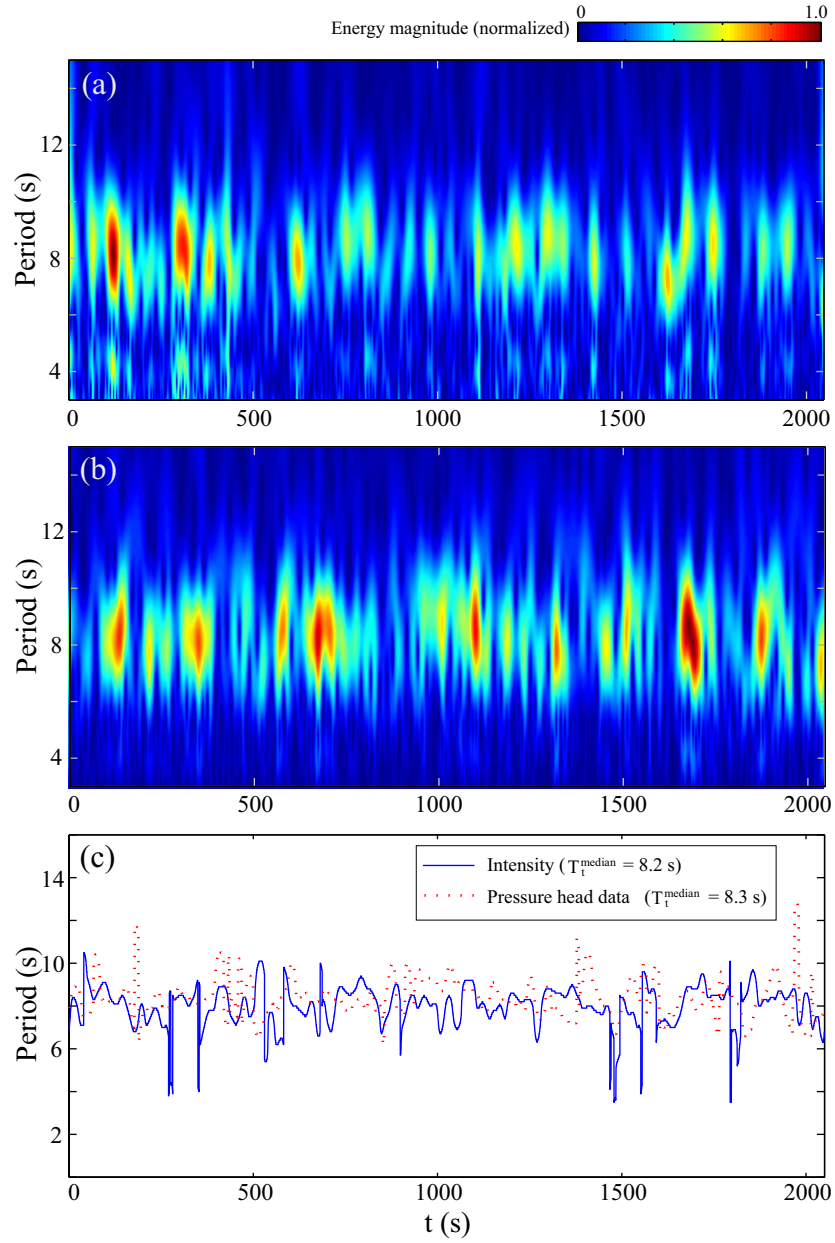 Energy magnitude (normalized)
0 1.0
(a)
Period (s)
12
8
4
0 500 1000 1500 2000
(b)
Period (s)
12
8
4
0 500 1000 1500 2000
(c)
Intensity ( T_t^median = 8.2 s )
Pressure head data ( T_t^median = 8.3 s )
Period (s)
14
10
6
2
0 500 1000 1500 2000
t (s)